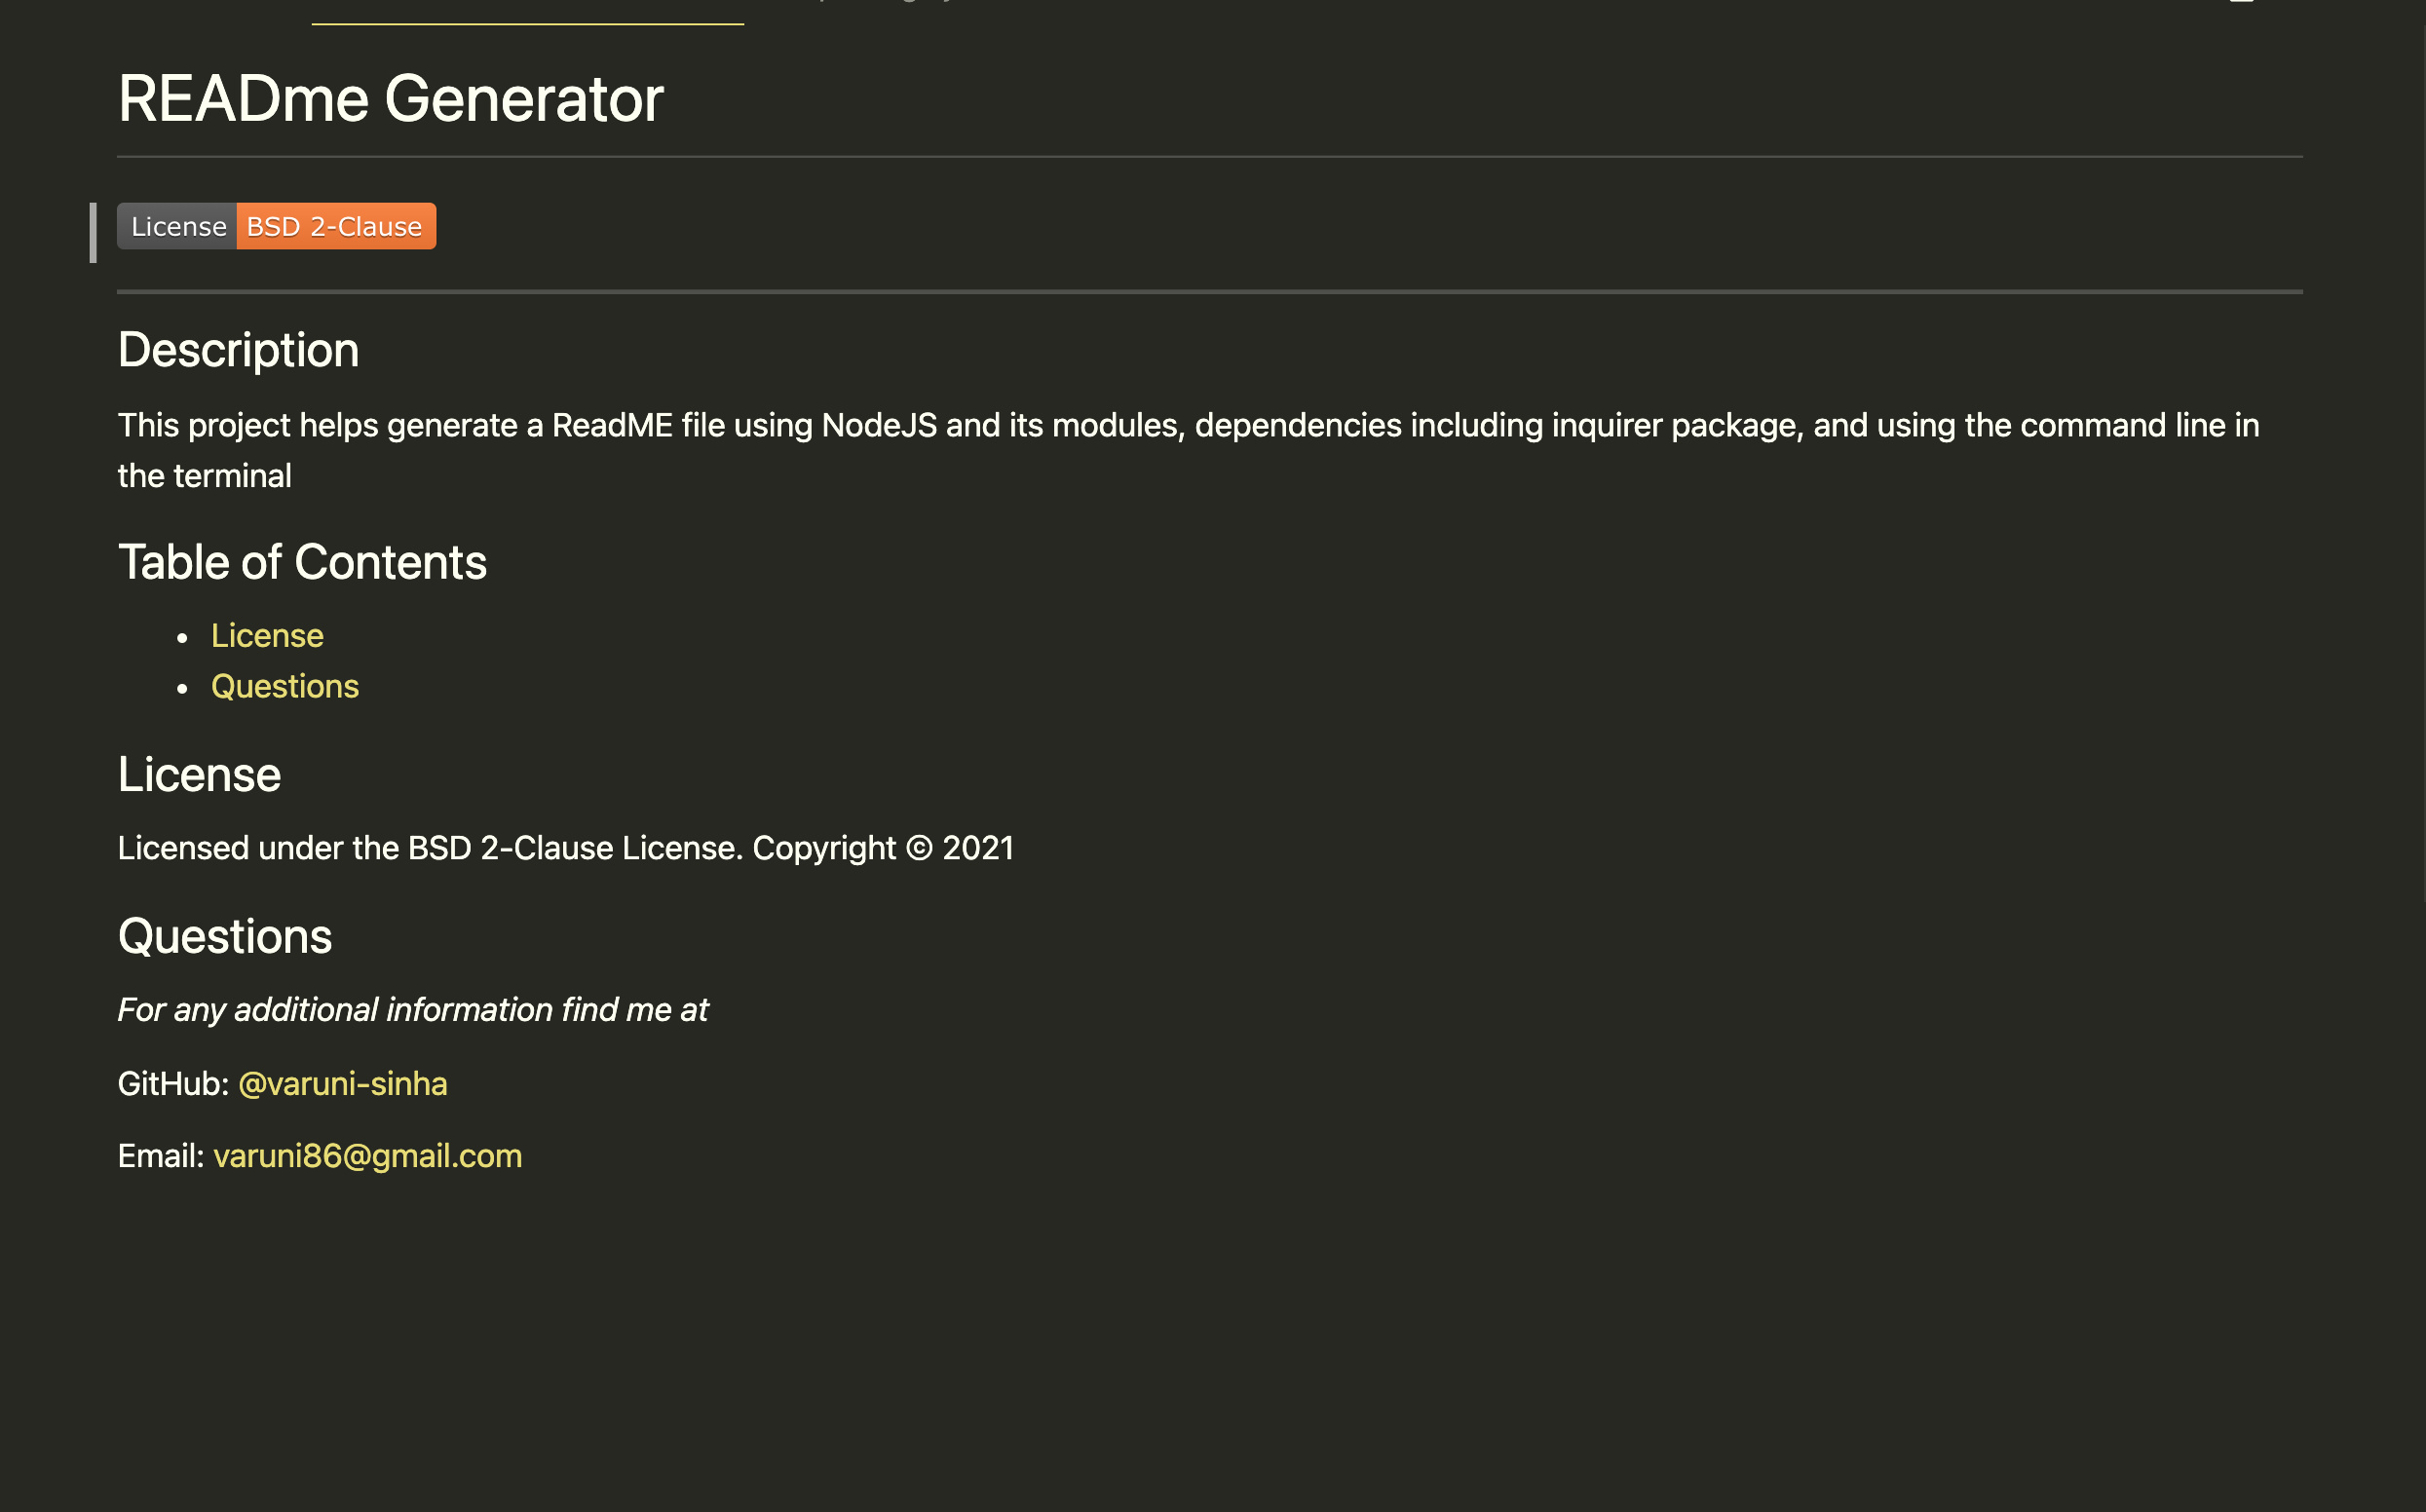 READme Generator
License BSD 2-Clause
Description
This project helps generate a ReadME file using NodeJS and its modules, dependencies including inquirer package, and using the command line in
the terminal
Table of Contents
• License
• Questions
License
Licensed under the BSD 2-Clause License. Copyright © 2021
Questions
For any additional information find me at
GitHub: @varuni-sinha
Email: varuni86@gmail.com